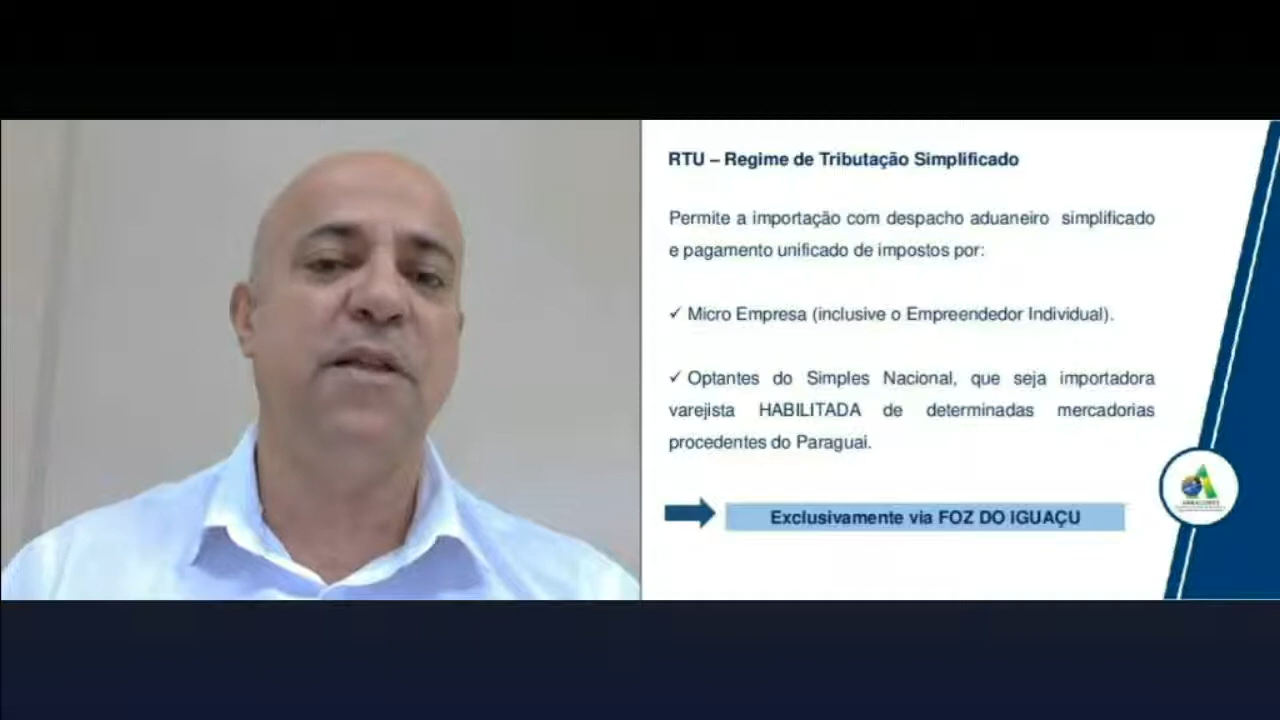 RTU – Regime de Tributação Simplificado
Permite a importação com despacho aduaneiro simplificado
e pagamento unificado de impostos por:
✓ Micro Empresa (inclusive o Empreendedor Individual).
✓ Optantes do Simples Nacional, que seja importadora
varejista HABILITADA de determinadas mercadorias
procedentes do Paraguai.
Exclusivamente via FOZ DO IGUAÇU